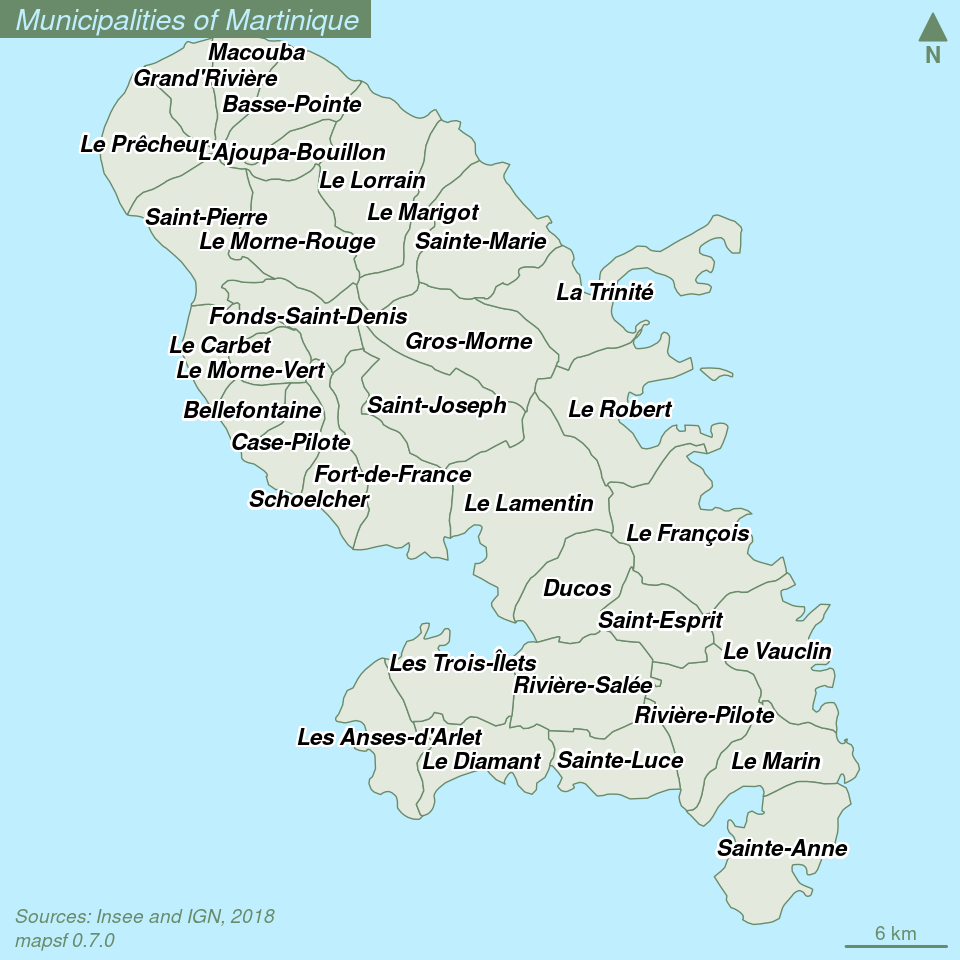 Municipalities of Martinique
N
Macouba
Grand'Rivière
Basse-Pointe
Le Prêcheur
L'Ajoupa-Bouillon
Le Lorrain
Saint-Pierre
Le Marigot
Le Morne-Rouge
Sainte-Marie
La Trinité
Fonds-Saint-Denis
Le Carbet
Gros-Morne
Le Morne-Vert
Bellefontaine
Saint-Joseph
Le Robert
Case-Pilote
Fort-de-France
Schoelcher
Le Lamentin
Le François
Ducos
Saint-Esprit
Le Vauclin
Les Trois-Îlets
Rivière-Salée
Rivière-Pilote
Les Anses-d'Arlet
Le Diamant
Sainte-Luce
Le Marin
Sainte-Anne
Sources: Insee and IGN, 2018
mapsf 0.7.0
6 km